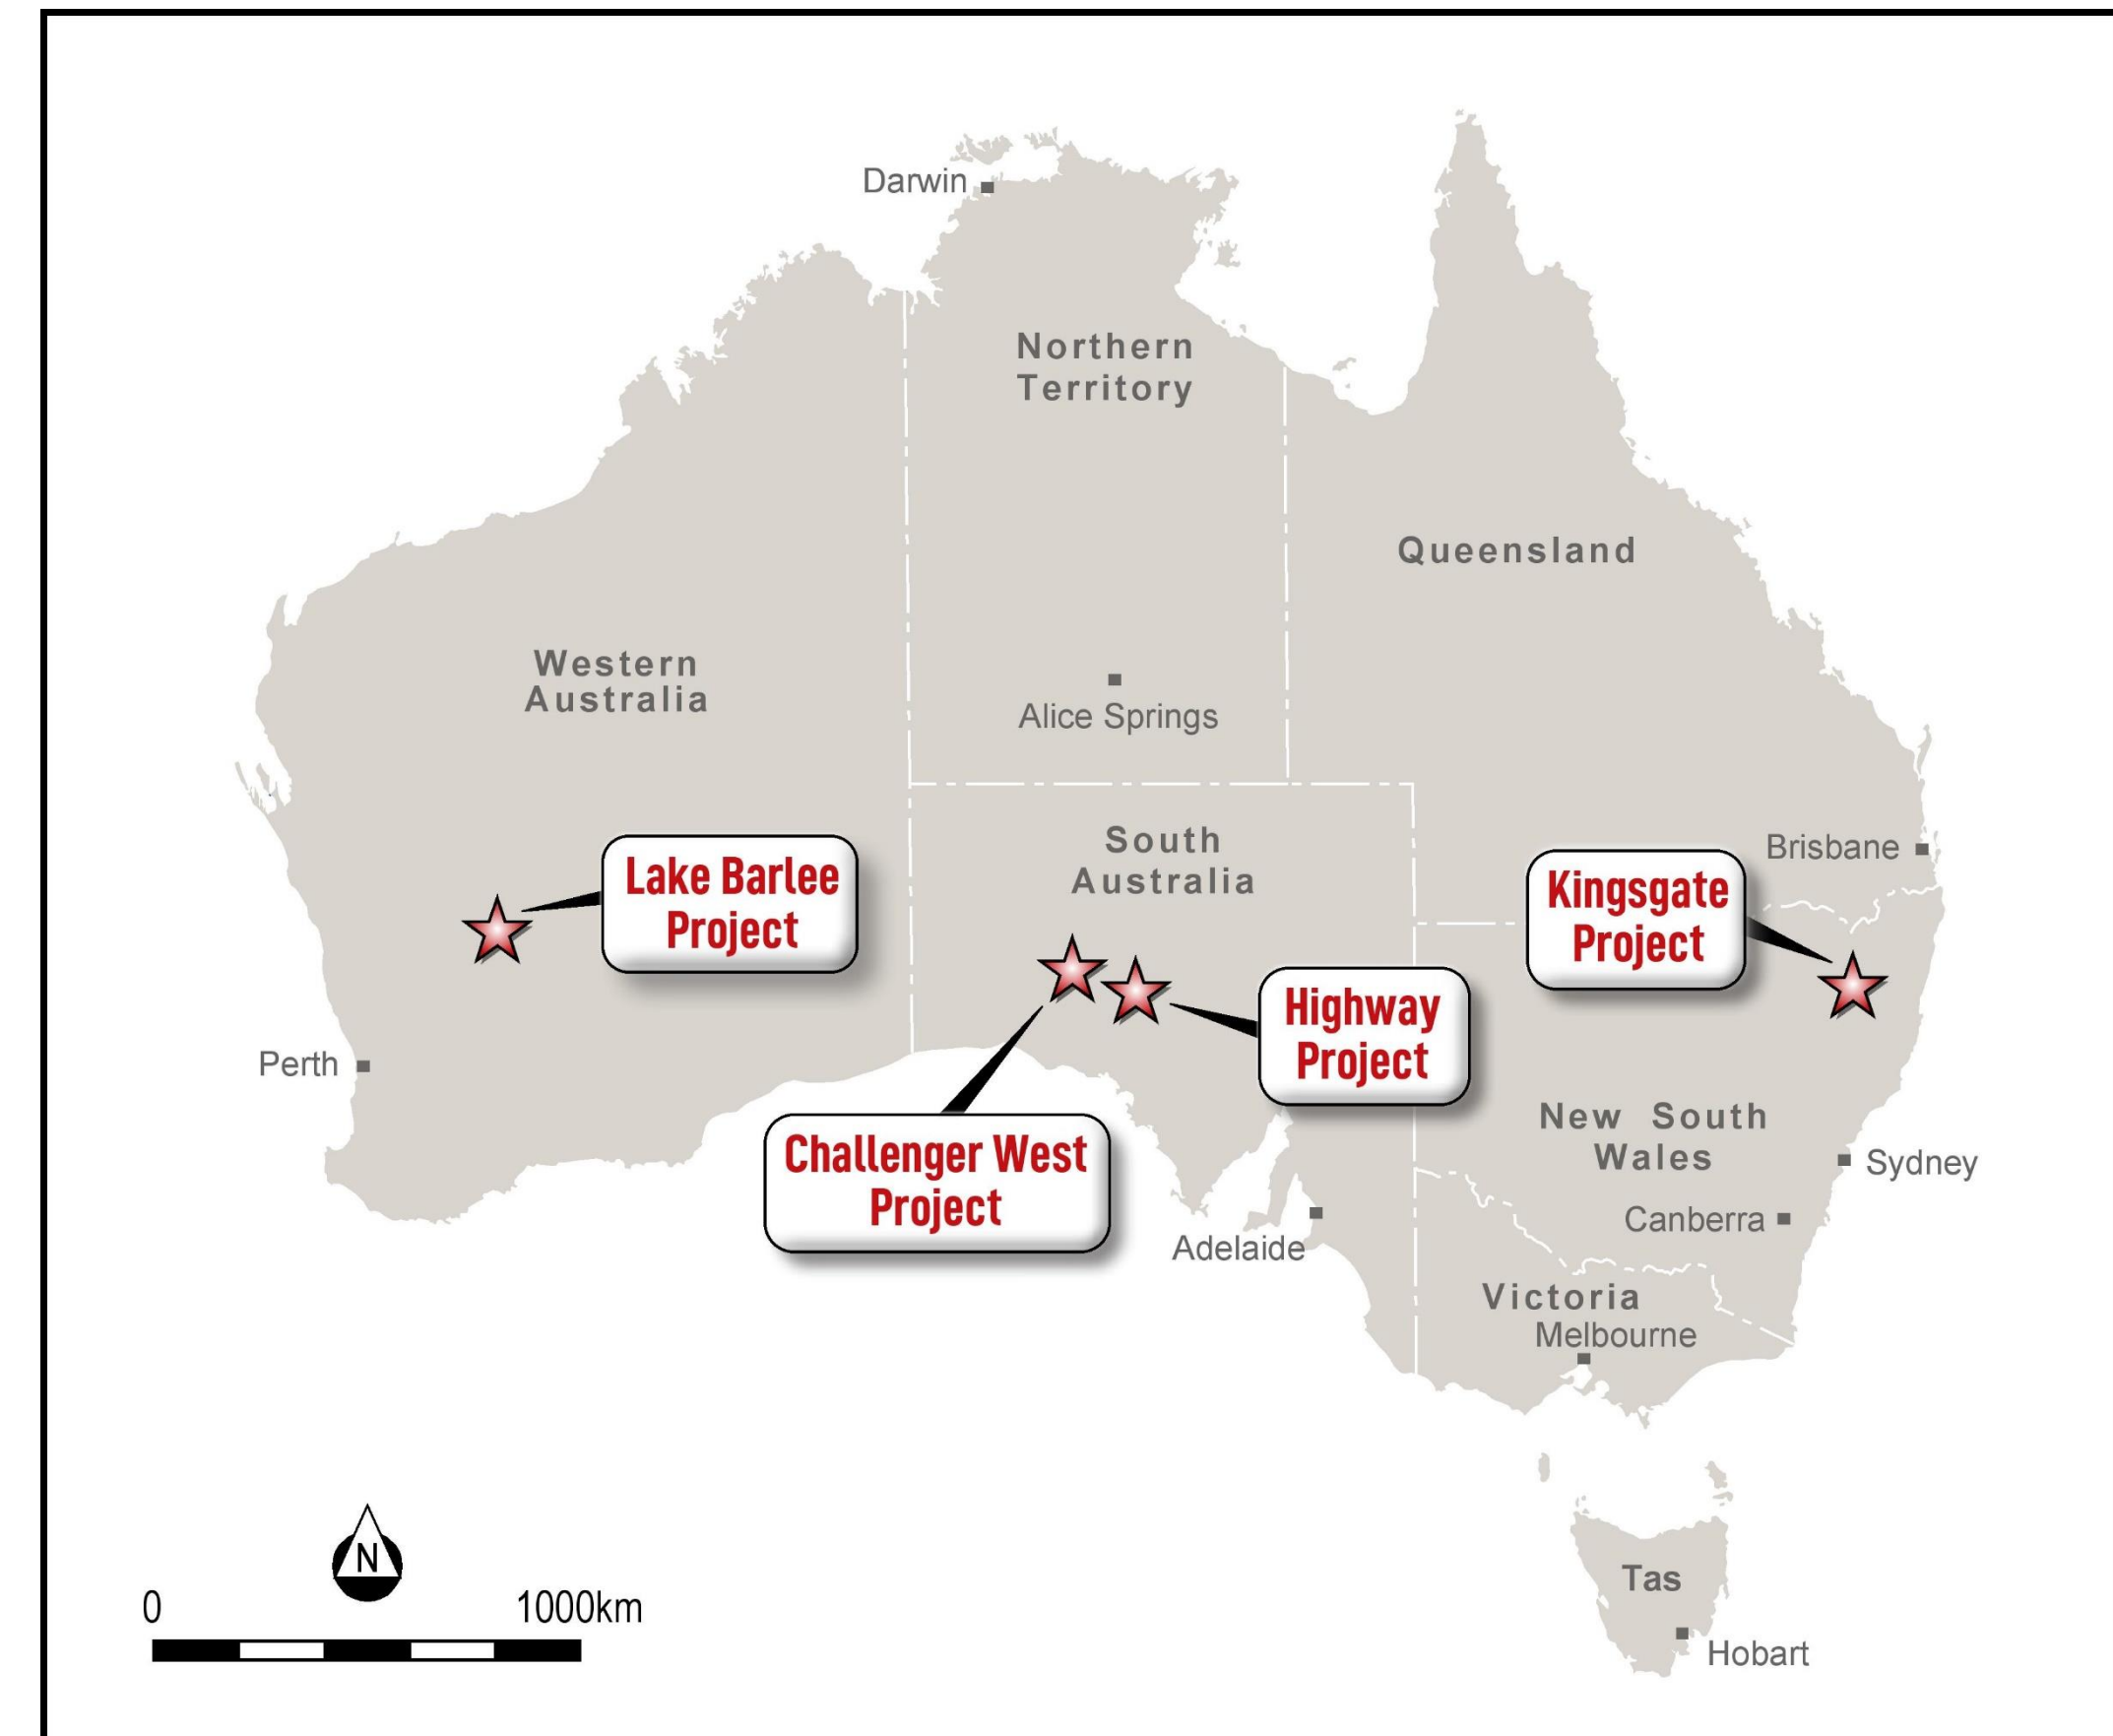 Darwin
Northern
Territory
Queensland
Western
Australia
Alice Springs
South
Australia
Brisbane
Lake Barlee
Project
Kingsgate
Project
Highway
Project
Perth
New South
Wales
Challenger West
Project
Sydney
Canberra
Adelaide
Victoria
Melbourne
N
Tas
0
1000km
Hobart